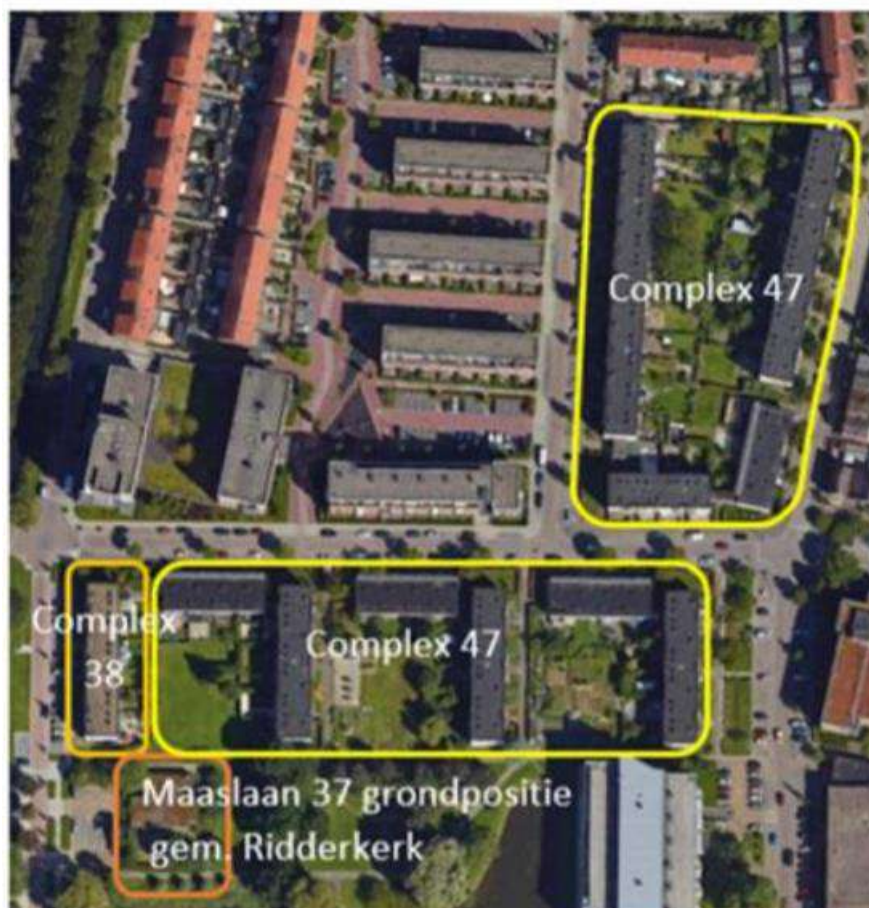 Complex 47
Complex
38
Complex 47
Maaslaan 37 grondpositie
gem. Ridderkerk